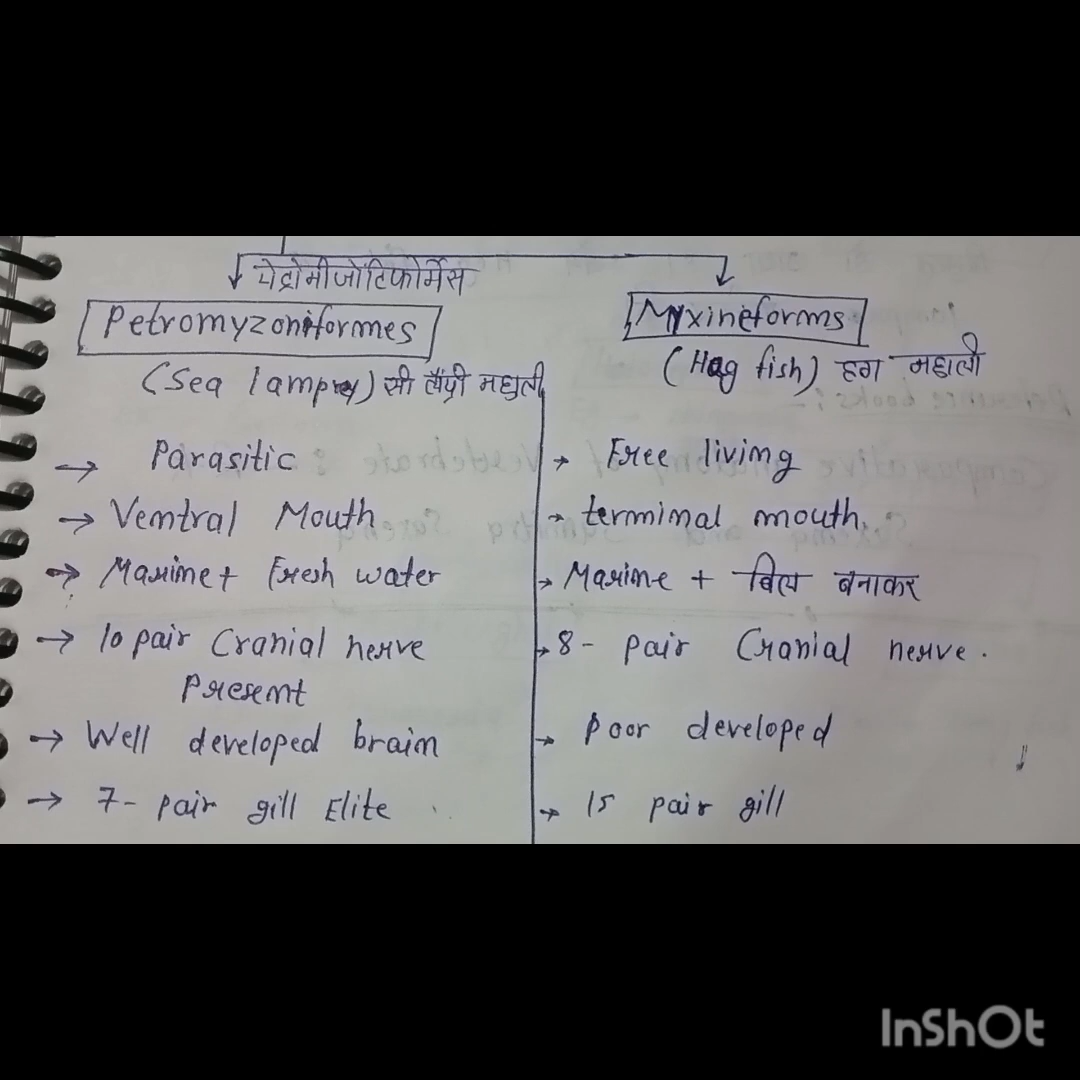 पेट्रोमीजोंटिफोर्मेस
Petromyzoniformes
(Sea lamprey) सी लैंप्री मछली
→ Parasitic
→ Ventral Mouth
→ Marine + Fresh water
→ 10 pair Cranial nerve
Present
→ Well developed brain
→ 7- pair gill Elite
Myxineforms
(Hag fish) हग मछली
→ Free living
→ terminal mouth.
→ Marine + बिल बनाकर
→ 8 - pair Cranial nerve.
→ Poor developed
→ 15 pair gill
InShOt